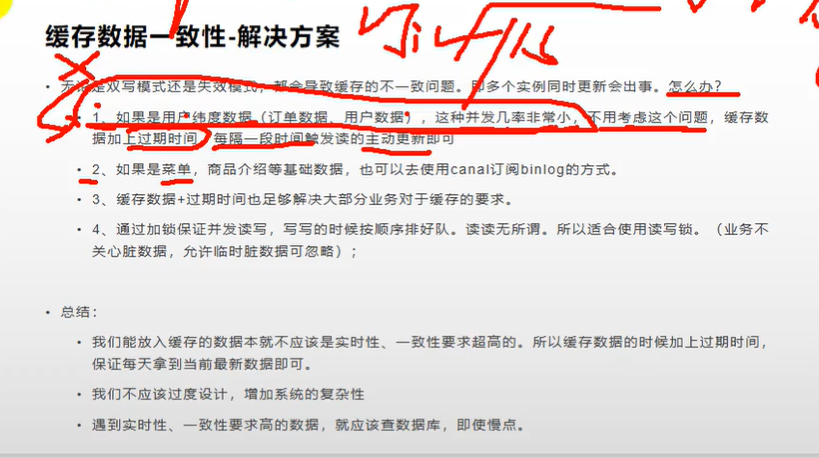 缓存数据一致性-解决方案
• 无论是双写模式还是失效模式，都会导致缓存的不一致问题。即多个实例同时更新会出事。怎么办？
• 1、如果是用户纬度数据（订单数据、用户数据），这种并发几率非常小，不用考虑这个问题，缓存数
据加上过期时间，每隔一段时间触发读的主动更新即可
• 2、如果是菜单，商品介绍等基础数据，也可以去使用canal订阅binlog的方式。
• 3、缓存数据+过期时间也足够解决大部分业务对于缓存的要求。
• 4、通过加锁保证并发读写，写写的时候按顺序排好队。读读无所谓。所以适合使用读写锁。（业务不
关心脏数据，允许临时脏数据可忽略）；
• 总结：
• 我们能放入缓存的数据本就不应该是实时性、一致性要求超高的。所以缓存数据的时候加上过期时间，
保证每天拿到当前最新数据即可。
• 我们不应该过度设计，增加系统的复杂性
• 遇到实时性、一致性要求高的数据，就应该查数据库，即使慢点。